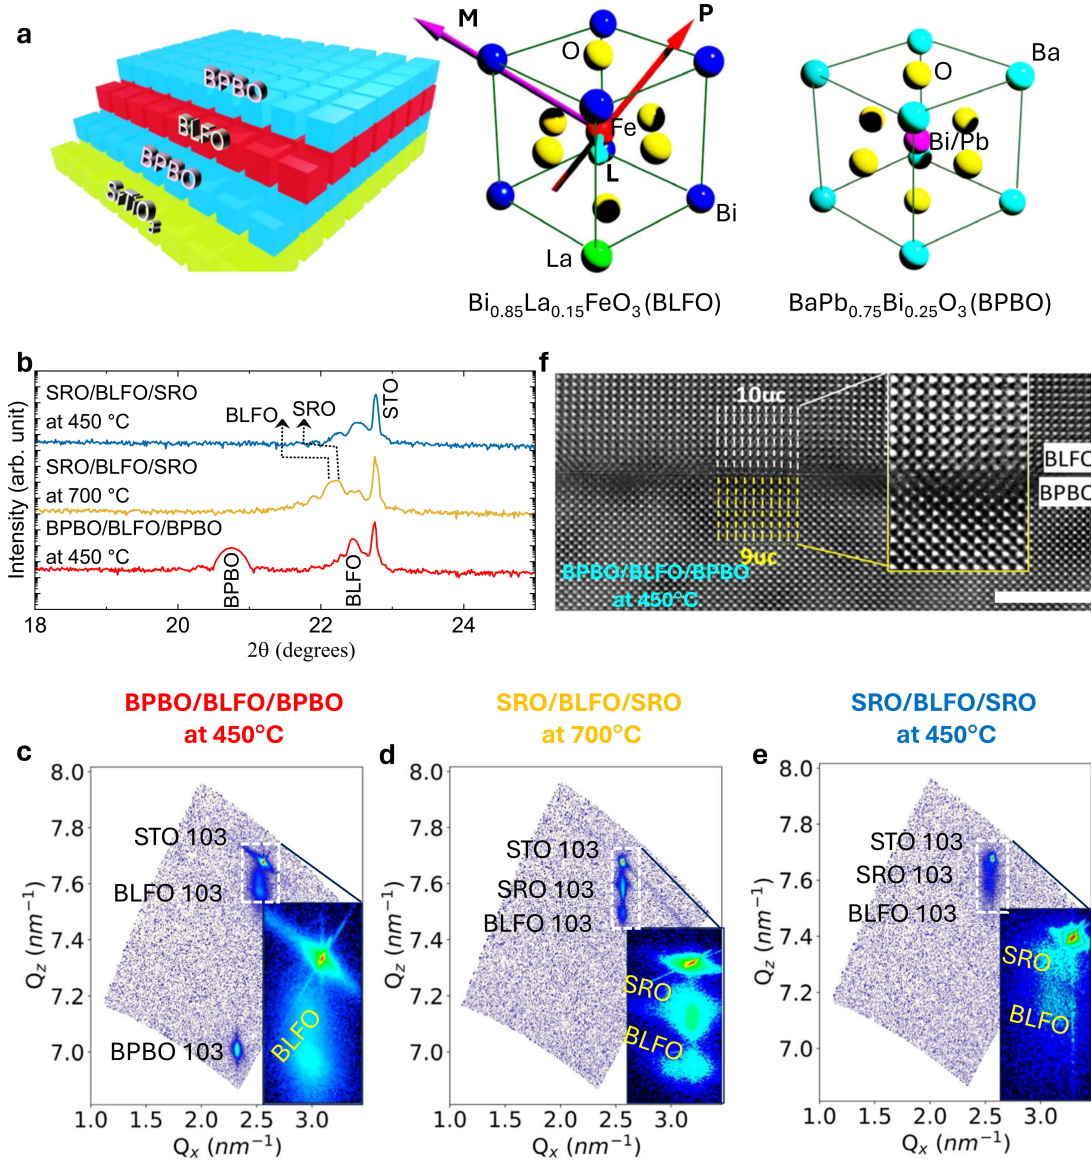 a
BPBO
BLFO
BPBO
SrTiO3
M
P
O
Fe
L
Bi
La
Bi0.85La0.15FeO3 (BLFO)
Ba
O
Bi/Pb
BaPb0.75Bi0.25O3 (BPBO)
b
Intensity (arb. unit)
SRO/BLFO/SRO
at 450 °C
BLFO
SRO
STO
SRO/BLFO/SRO
at 700 °C
BPBO/BLFO/BPBO
at 450 °C
BPBO
BLFO
18 20 22 24
2θ (degrees)
f
10uc
9uc
BLFO
BPBO
BPBO/BLFO/BPBO
at 450°C
BPBO/BLFO/BPBO
at 450°C
c
8.0
7.8
7.6
7.4
7.2
7.0
Qz (nm⁻¹)
STO 103
BLFO 103
BPBO 103
BLFO
1.0 1.5 2.0 2.5 3.0
Qx (nm⁻¹)
SRO/BLFO/SRO
at 700°C
d
8.0
7.8
7.6
7.4
7.2
7.0
Qz (nm⁻¹)
STO 103
SRO 103
BLFO 103
SRO
BLFO
1.0 1.5 2.0 2.5 3.0
Qx (nm⁻¹)
SRO/BLFO/SRO
at 450°C
e
8.0
7.8
7.6
7.4
7.2
7.0
Qz (nm⁻¹)
STO 103
SRO 103
BLFO 103
SRO
BLFO
1.0 1.5 2.0 2.5 3.0
Qx (nm⁻¹)